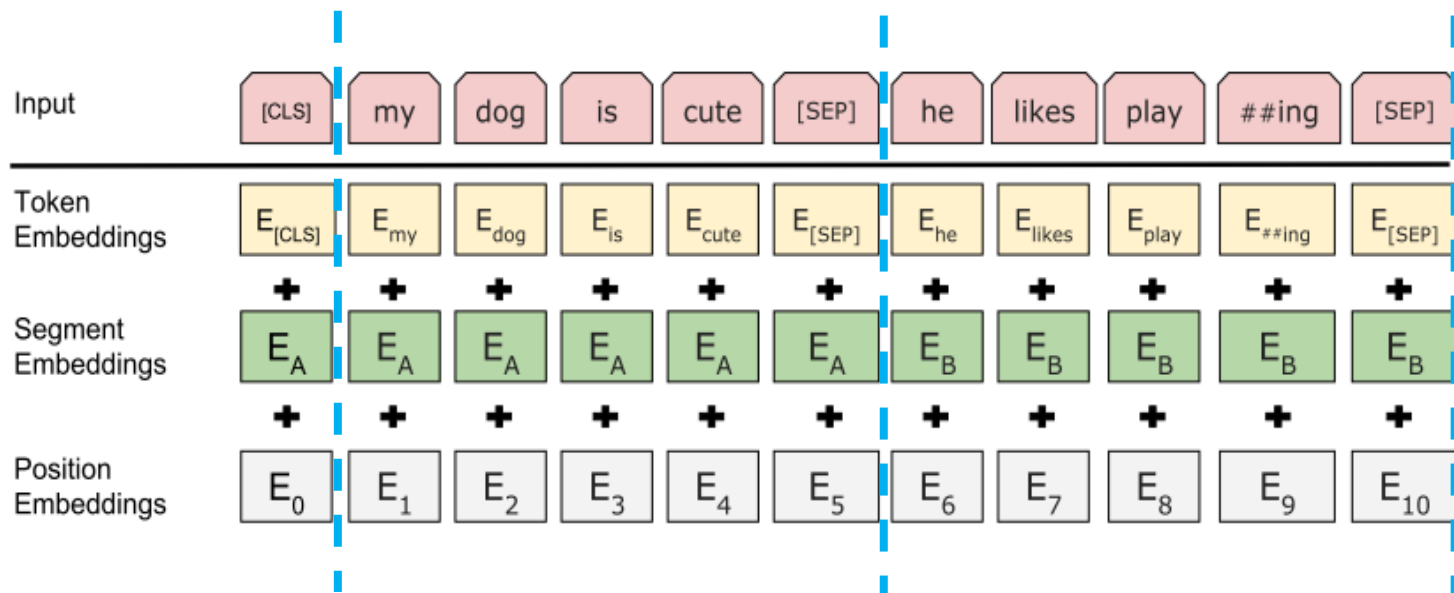 Input [CLS] my dog is cute [SEP] he likes play ##ing [SEP]
Token
Embeddings
E[CLS] Emy Edog Eis Ecute E[SEP] Ehe Elikes Eplay E##ing E[SEP]
+ + + + + + + + + + +
Segment
Embeddings
EA EA EA EA EA EA EB EB EB EB EB
+ + + + + + + + + + +
Position
Embeddings
E0 E1 E2 E3 E4 E5 E6 E7 E8 E9 E10